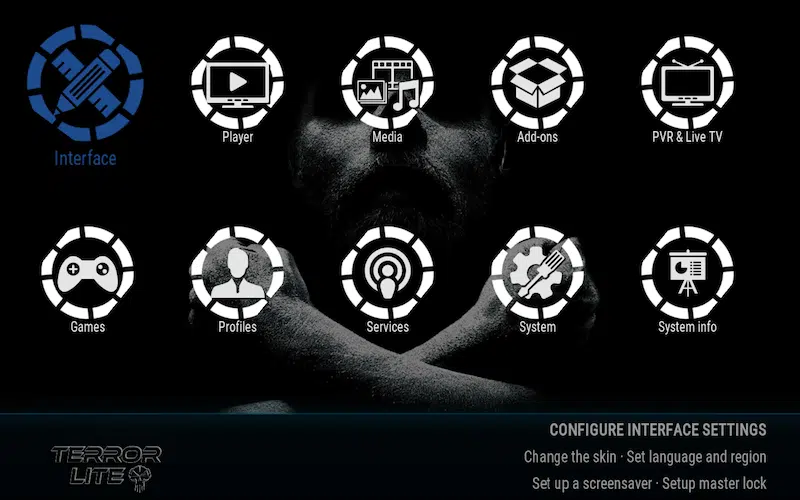 Interface
Player
Media
Add-ons
PVR & Live TV
Games
Profiles
Services
System
System info
CONFIGURE INTERFACE SETTINGS
Change the skin · Set language and region
Set up a screensaver · Setup master lock
TERROR
LITE